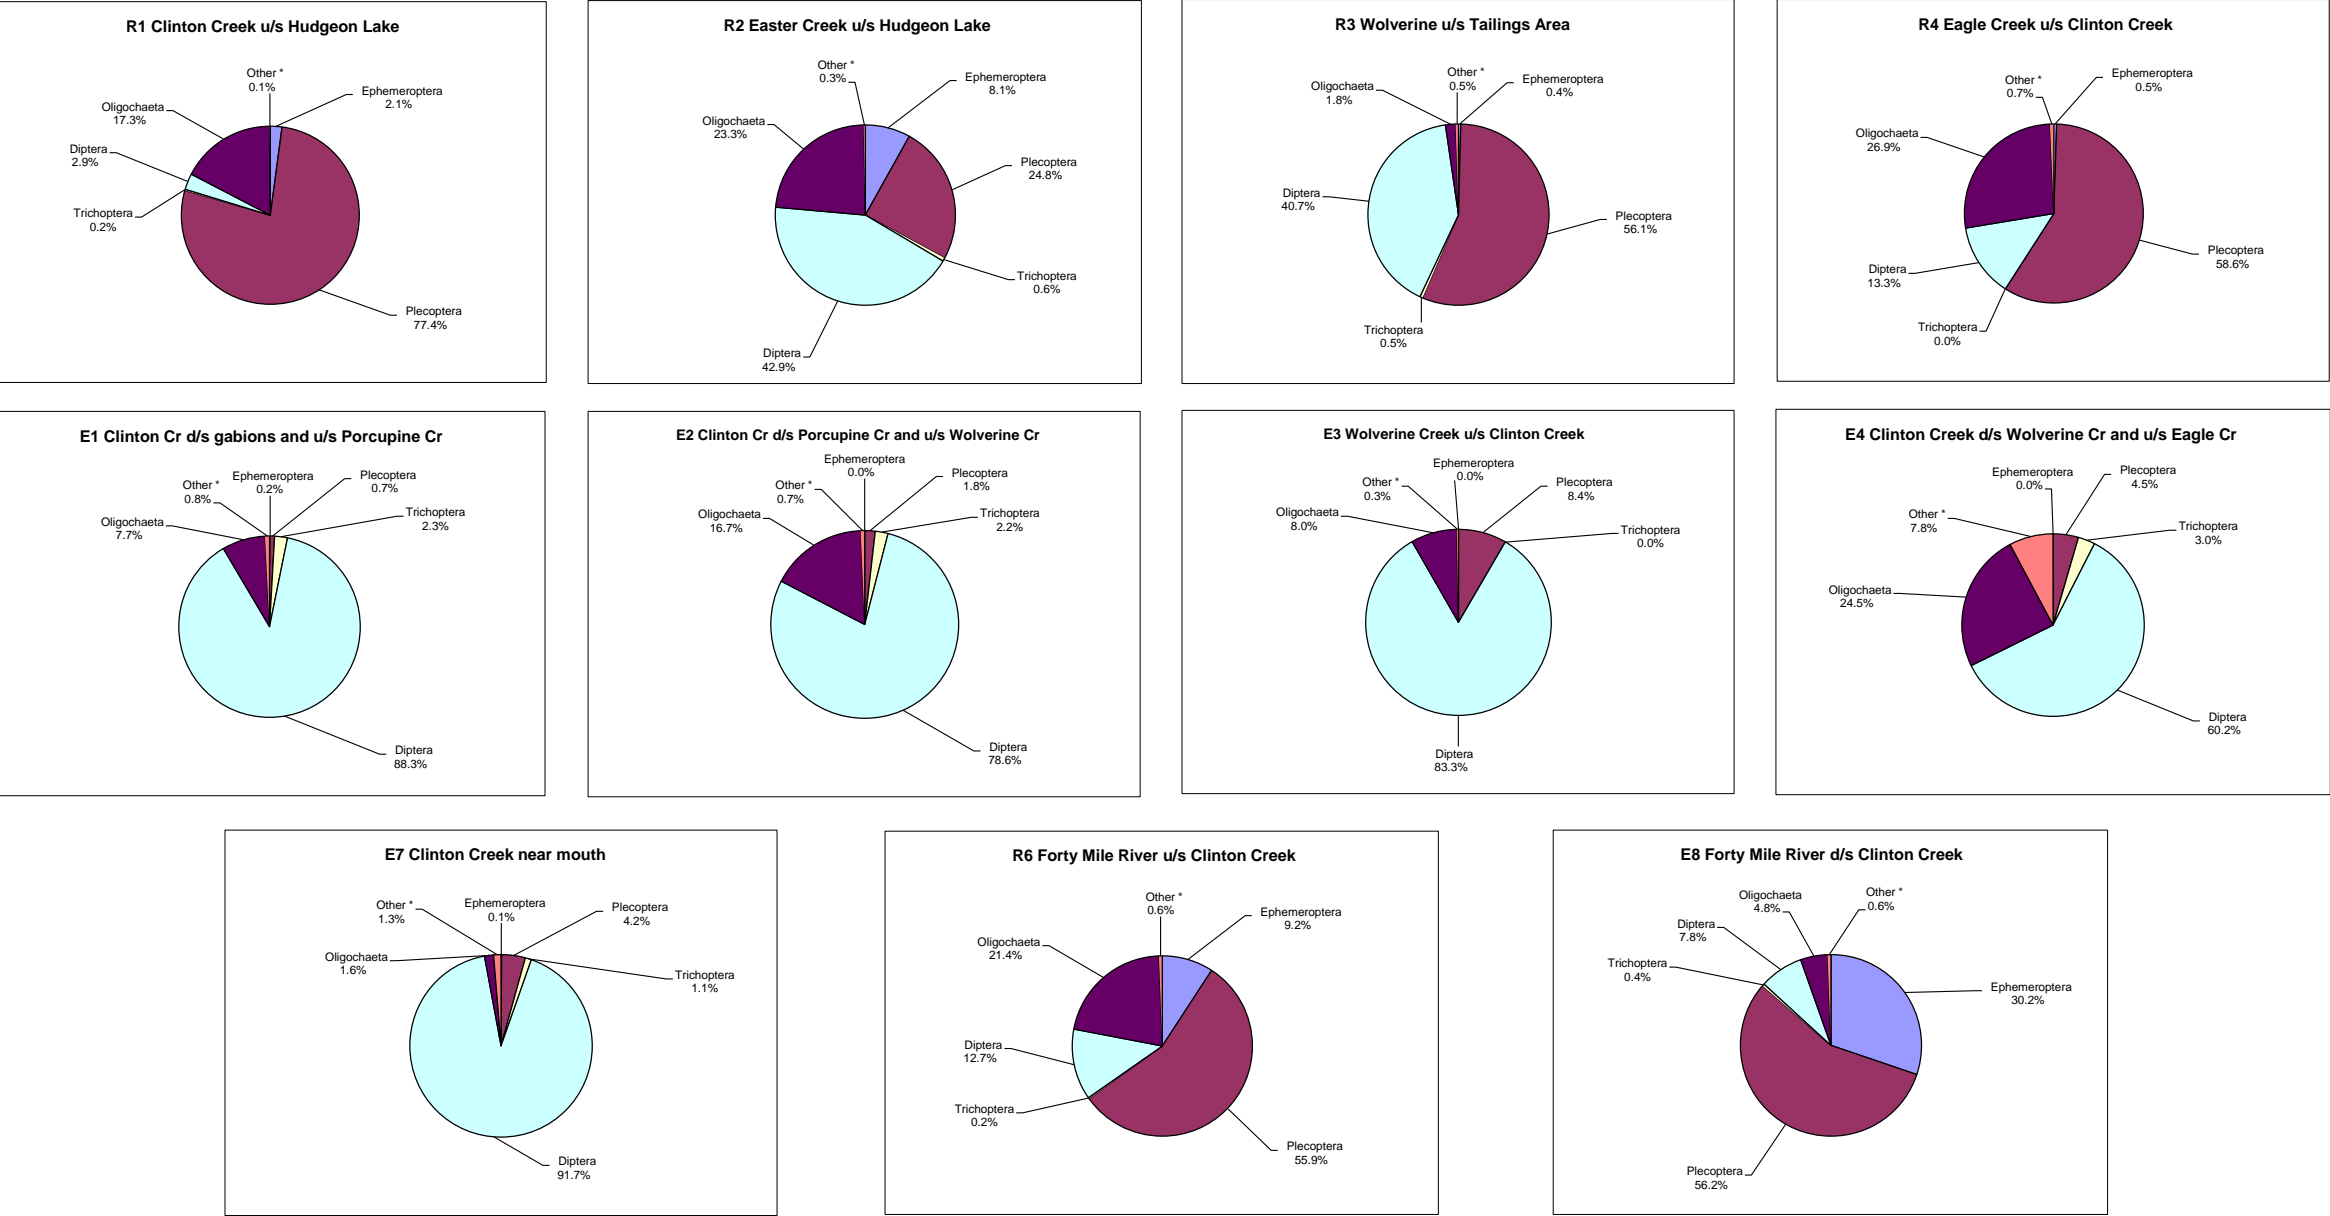 R1 Clinton Creek u/s Hudgeon Lake
Other *
0.1%
Ephemeroptera
2.1%
Oligochaeta
17.3%
Diptera
2.9%
Trichoptera
0.2%
Plecoptera
77.4%
R2 Easter Creek u/s Hudgeon Lake
Other *
0.3%
Ephemeroptera
8.1%
Oligochaeta
23.3%
Plecoptera
24.8%
Trichoptera
0.6%
Diptera
42.9%
R3 Wolverine u/s Tailings Area
Other *
0.5%
Ephemeroptera
0.4%
Oligochaeta
1.8%
Diptera
40.7%
Plecoptera
56.1%
Trichoptera
0.5%
R4 Eagle Creek u/s Clinton Creek
Other *
0.7%
Ephemeroptera
0.5%
Oligochaeta
26.9%
Plecoptera
58.6%
Diptera
13.3%
Trichoptera
0.0%
E1 Clinton Cr d/s gabions and u/s Porcupine Cr
Other *
0.8%
Ephemeroptera
0.2%
Plecoptera
0.7%
Oligochaeta
7.7%
Trichoptera
2.3%
Diptera
88.3%
E2 Clinton Cr d/s Porcupine Cr and u/s Wolverine Cr
Ephemeroptera
0.0%
Other *
0.7%
Plecoptera
1.8%
Oligochaeta
16.7%
Trichoptera
2.2%
Diptera
78.6%
E3 Wolverine Creek u/s Clinton Creek
Ephemeroptera
0.0%
Other *
0.3%
Plecoptera
8.4%
Oligochaeta
8.0%
Trichoptera
0.0%
Diptera
83.3%
E4 Clinton Creek d/s Wolverine Cr and u/s Eagle Cr
Ephemeroptera
0.0%
Plecoptera
4.5%
Other *
7.8%
Trichoptera
3.0%
Oligochaeta
24.5%
Diptera
60.2%
E7 Clinton Creek near mouth
Other *
1.3%
Ephemeroptera
0.1%
Plecoptera
4.2%
Oligochaeta
1.6%
Trichoptera
1.1%
Diptera
91.7%
R6 Forty Mile River u/s Clinton Creek
Other *
0.6%
Ephemeroptera
9.2%
Oligochaeta
21.4%
Diptera
12.7%
Trichoptera
0.2%
Plecoptera
55.9%
E8 Forty Mile River d/s Clinton Creek
Oligochaeta
4.8%
Other *
0.6%
Diptera
7.8%
Trichoptera
0.4%
Ephemeroptera
30.2%
Plecoptera
56.2%